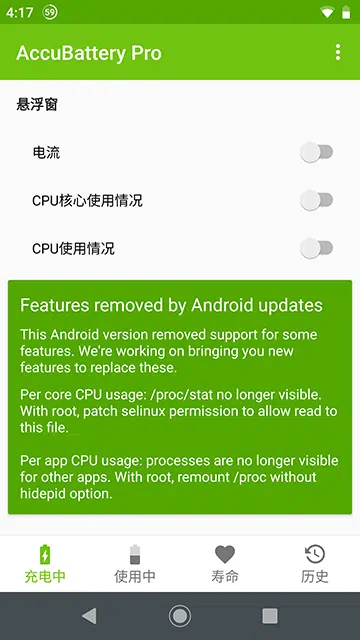 4:17 59
AccuBattery Pro
悬浮窗
电流
CPU核心使用情况
CPU使用情况
Features removed by Android updates
This Android version removed support for some
features. We're working on bringing you new
features to replace these.
Per core CPU usage: /proc/stat no longer visible.
With root, patch selinux permission to allow read to
this file.
Per app CPU usage: processes are no longer visible
for other apps. With root, remount /proc without
hidepid option.
充电中 使用中 寿命 历史